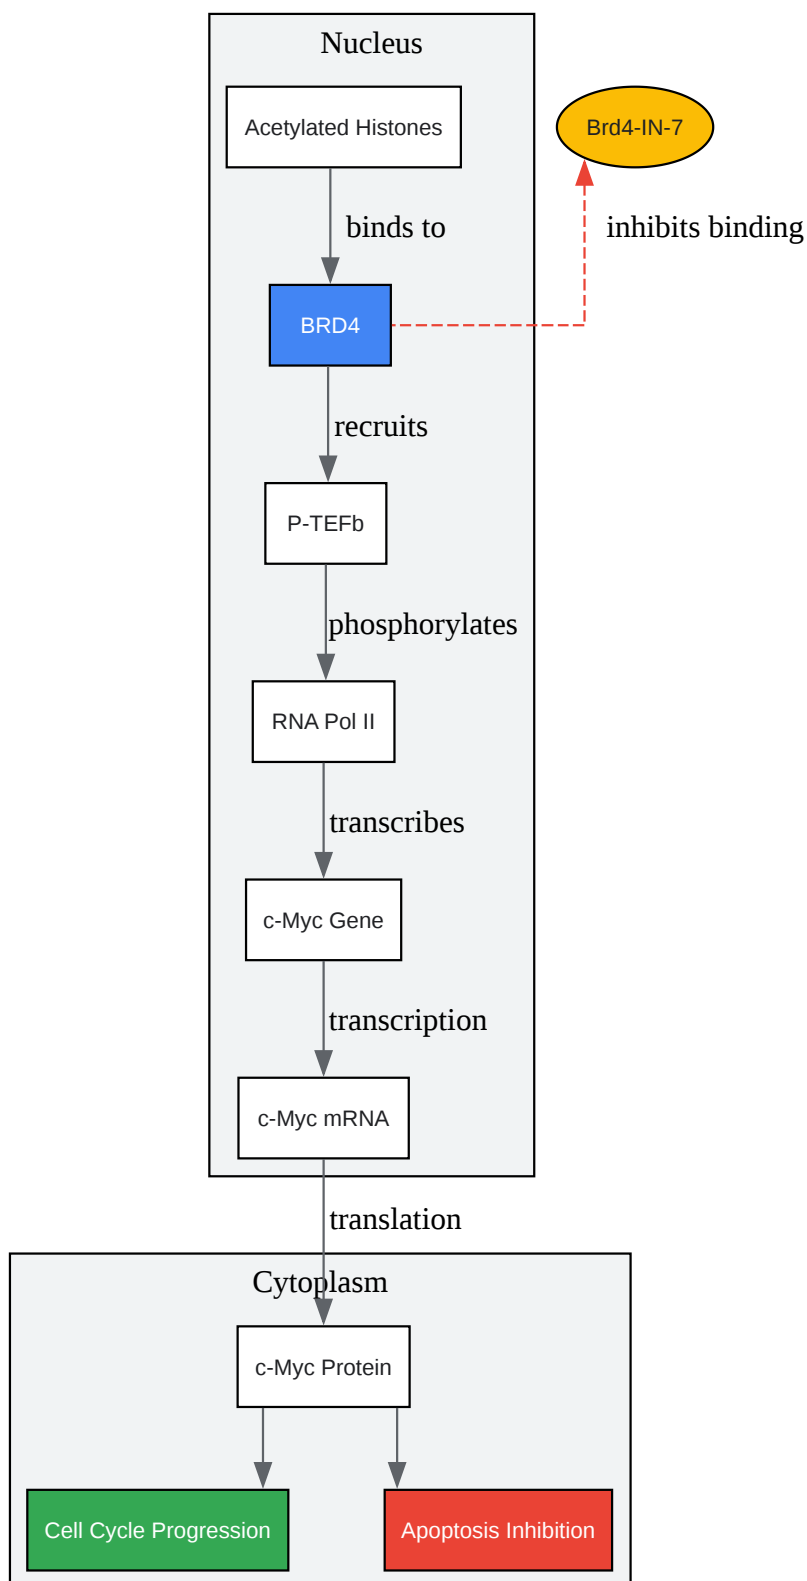 Nucleus
Acetylated Histones
Brd4-IN-7
binds to
inhibits binding
BRD4
recruits
P-TEFb
phosphorylates
RNA Pol II
transcribes
c-Myc Gene
transcription
c-Myc mRNA
translation
Cytoplasm
c-Myc Protein
Cell Cycle Progression
Apoptosis Inhibition